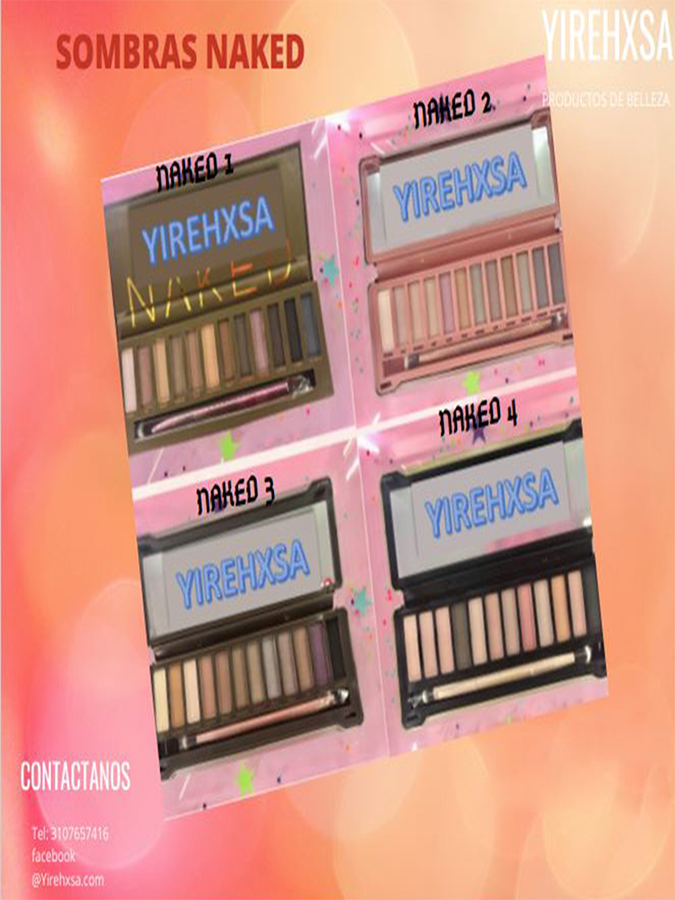 SOMBRAS NAKED
YIREHXSA
PRODUCTOS DE BELLEZA
NAKED 1
NAKED 2
YIREHXSA
YIREHXSA
NAKED
NAKED 3
NAKED 4
YIREHXSA
YIREHXSA
CONTACTANOS
Tel: 3107657416
facebook
@Yirehxsa.com